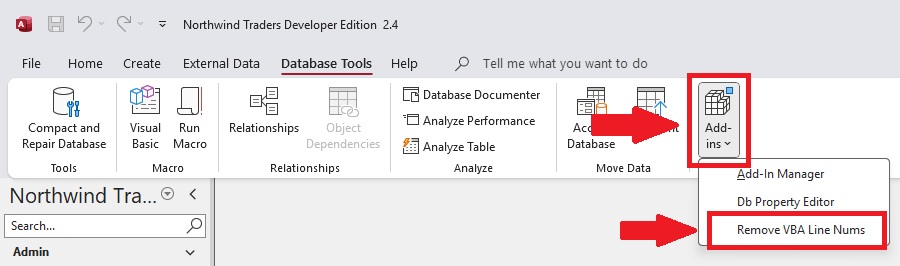 Northwind Traders Developer Edition 2.4
File Home Create External Data Database Tools Help Tell me what you want to do
Compact and Repair Database
Tools
Visual Basic
Run Macro
Macro
Relationships
Object Dependencies
Relationships
Database Documenter
Analyze Performance
Analyze Table
Analyze
Database
Move Data
Add-ins
Add-In Manager
Db Property Editor
Remove VBA Line Nums
Northwind Tra...
Search...
Admin